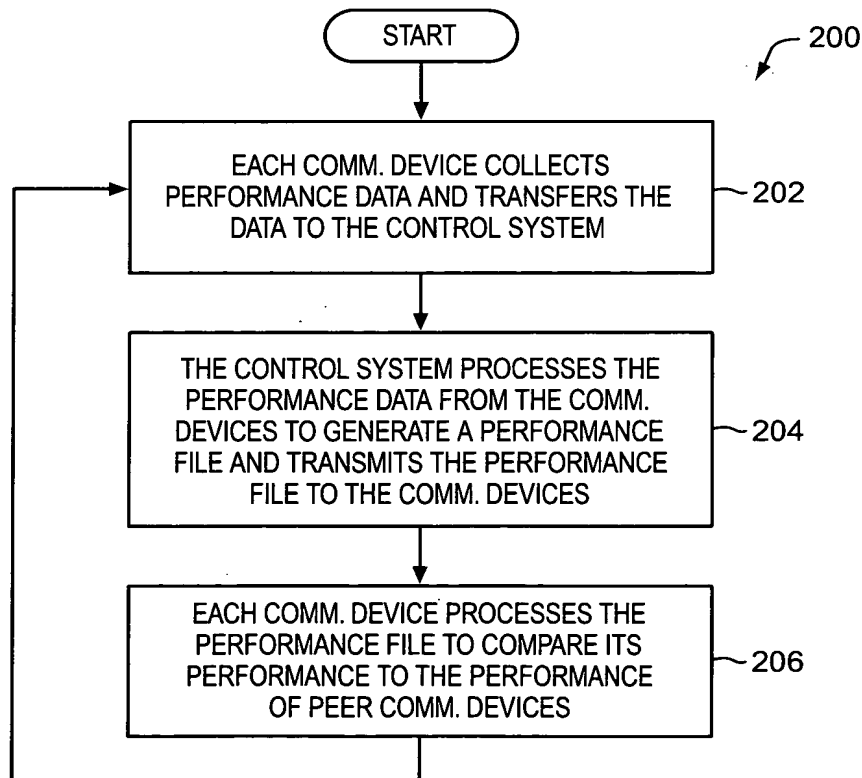 START
200
EACH COMM. DEVICE COLLECTS
PERFORMANCE DATA AND TRANSFERS THE
DATA TO THE CONTROL SYSTEM
202
THE CONTROL SYSTEM PROCESSES THE
PERFORMANCE DATA FROM THE COMM.
DEVICES TO GENERATE A PERFORMANCE
FILE AND TRANSMITS THE PERFORMANCE
FILE TO THE COMM. DEVICES
204
EACH COMM. DEVICE PROCESSES THE
PERFORMANCE FILE TO COMPARE ITS
PERFORMANCE TO THE PERFORMANCE
OF PEER COMM. DEVICES
206